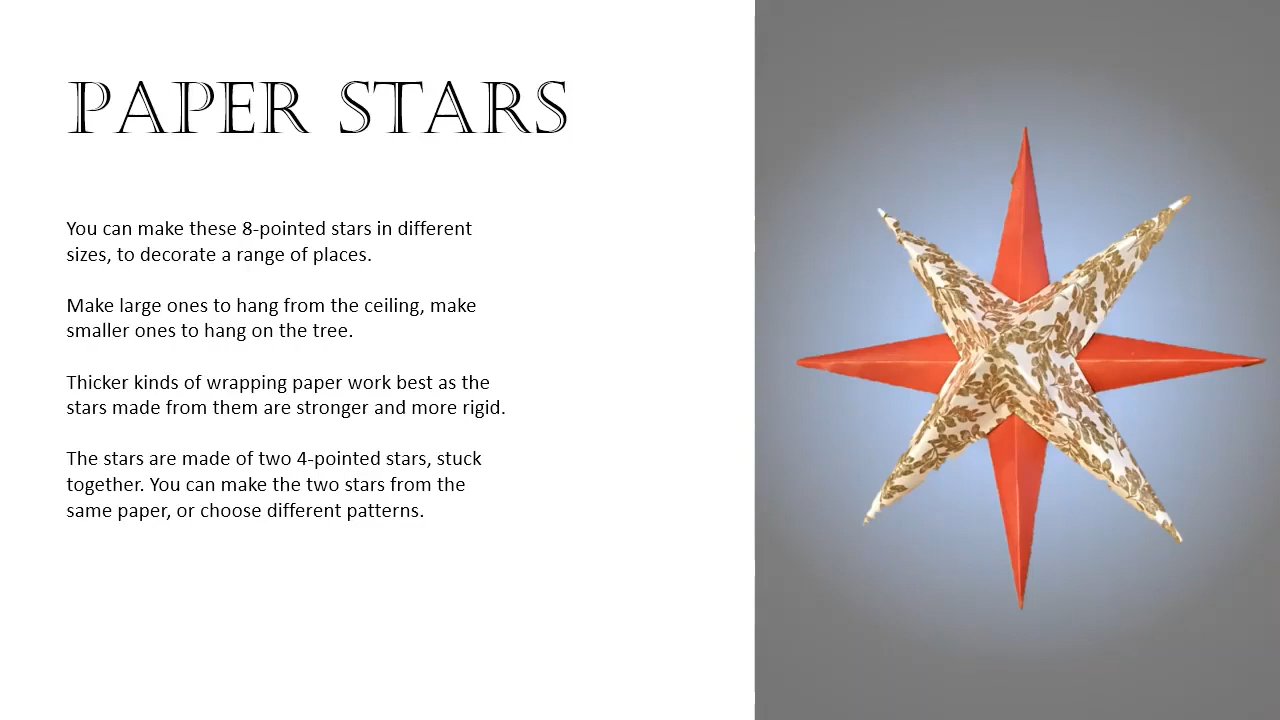 PAPER STARS
You can make these 8-pointed stars in different
sizes, to decorate a range of places.
Make large ones to hang from the ceiling, make
smaller ones to hang on the tree.
Thicker kinds of wrapping paper work best as the
stars made from them are stronger and more rigid.
The stars are made of two 4-pointed stars, stuck
together. You can make the two stars from the
same paper, or choose different patterns.